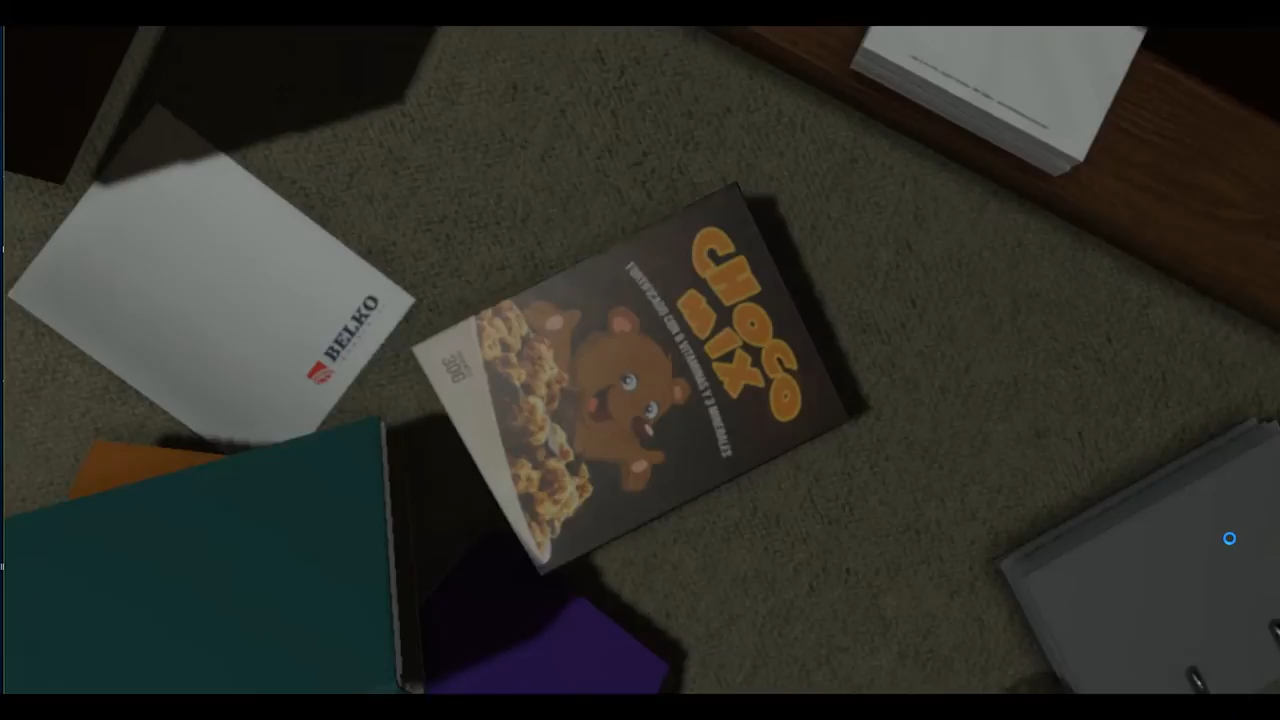 CHOCO
MIX
FORTIFICADO CON 8 VITAMINAS Y 3 MINERALES
300
BELKO